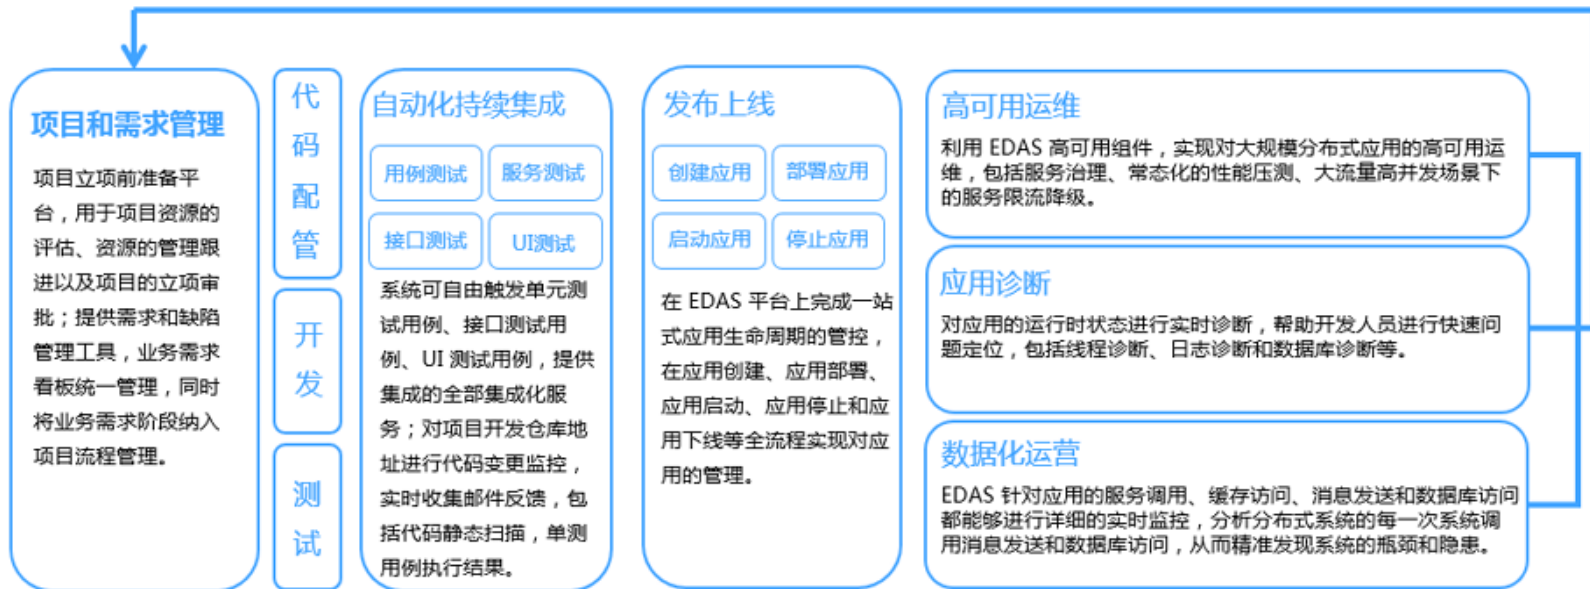 项目和需求管理
项目立项前准备平
台，用于项目资源的
评估、资源的管理跟
进以及项目的立项审
批；提供需求和缺陷
管理工具，业务需求
看板统一管理，同时
将业务需求阶段纳入
项目流程管理。
代
码
配
管
开
发
测
试
自动化持续集成
用例测试
服务测试
接口测试
UI测试
系统可自由触发单元测
试用例、接口测试用
例、UI 测试用例，提供
集成的全部集成化服
务；对项目开发仓库地
址进行代码变更监控，
实时收集邮件反馈，包
括代码静态扫描，单测
用例执行结果。
发布上线
创建应用
部署应用
启动应用
停止应用
在 EDAS 平台上完成一站
式应用生命周期的管控，
在应用创建、应用部署、
应用启动、应用停止和应
用下线等全流程实现对应
用的管理。
高可用运维
利用 EDAS 高可用组件，实现对大规模分布式应用的高可用运
维，包括服务治理、常态化的性能压测、大流量高并发场景下
的服务限流降级。
应用诊断
对应用的运行时状态进行实时诊断，帮助开发人员进行快速问
题定位，包括线程诊断、日志诊断和数据库诊断等。
数据化运营
EDAS 针对应用的服务调用、缓存访问、消息发送和数据库访问
都能够进行详细的实时监控，分析分布式系统的每一次系统调
用消息发送和数据库访问，从而精准发现系统的瓶颈和隐患。